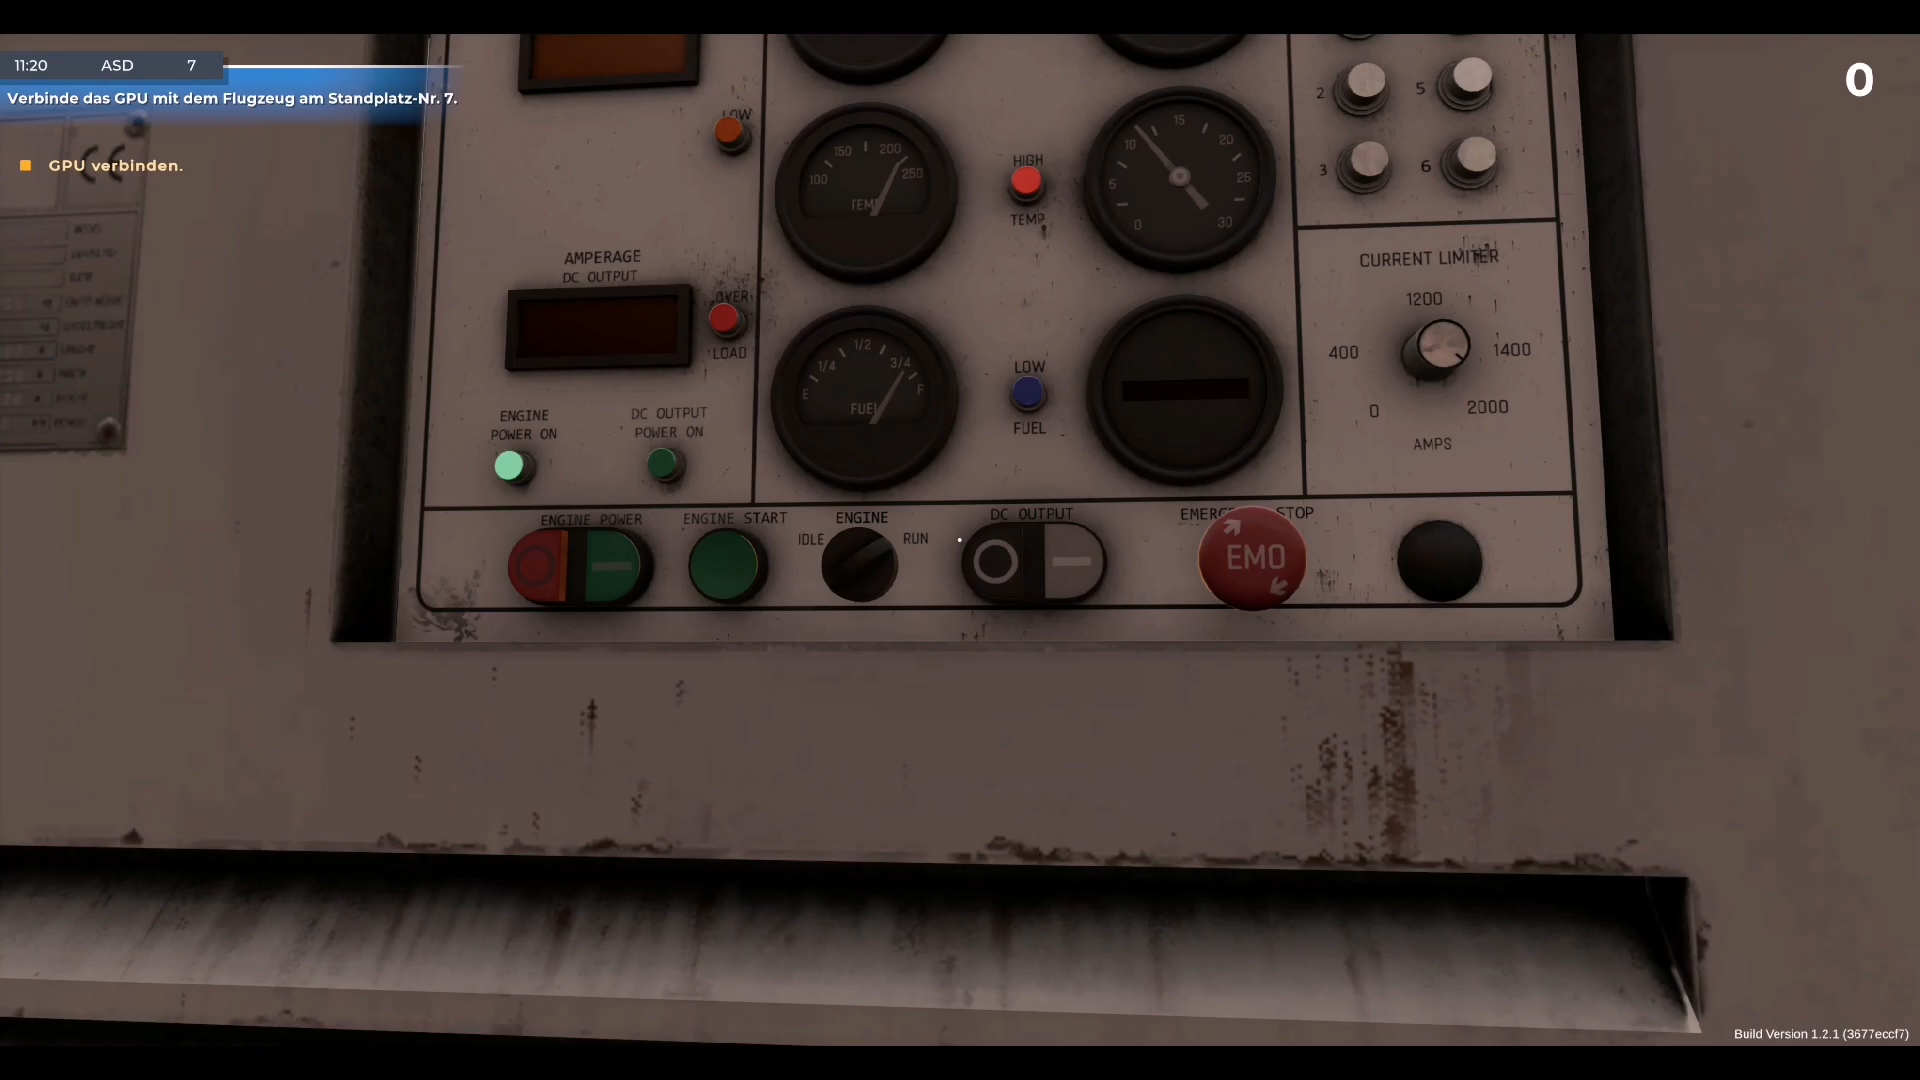 11:20 ASD 7
Verbinde das GPU mit dem Flugzeug am Standplatz-Nr. 7.
GPU verbinden.
0
LOW
100 150 200 250
TEMP
HIGH
TEMP
0 5 10 15 20 25 30
2 5
3 6
AMPERAGE
DC OUTPUT
OVER
LOAD
E 1/4 1/2 3/4 F
FUEL
LOW
FUEL
CURRENT LIMITER
1200
400 1400
0 2000
AMPS
ENGINE
POWER ON
DC OUTPUT
POWER ON
ENGINE POWER
ENGINE START
ENGINE
IDLE RUN
DC OUTPUT
STOP
EMO
Build Version 1.2.1 (3677eccf7)